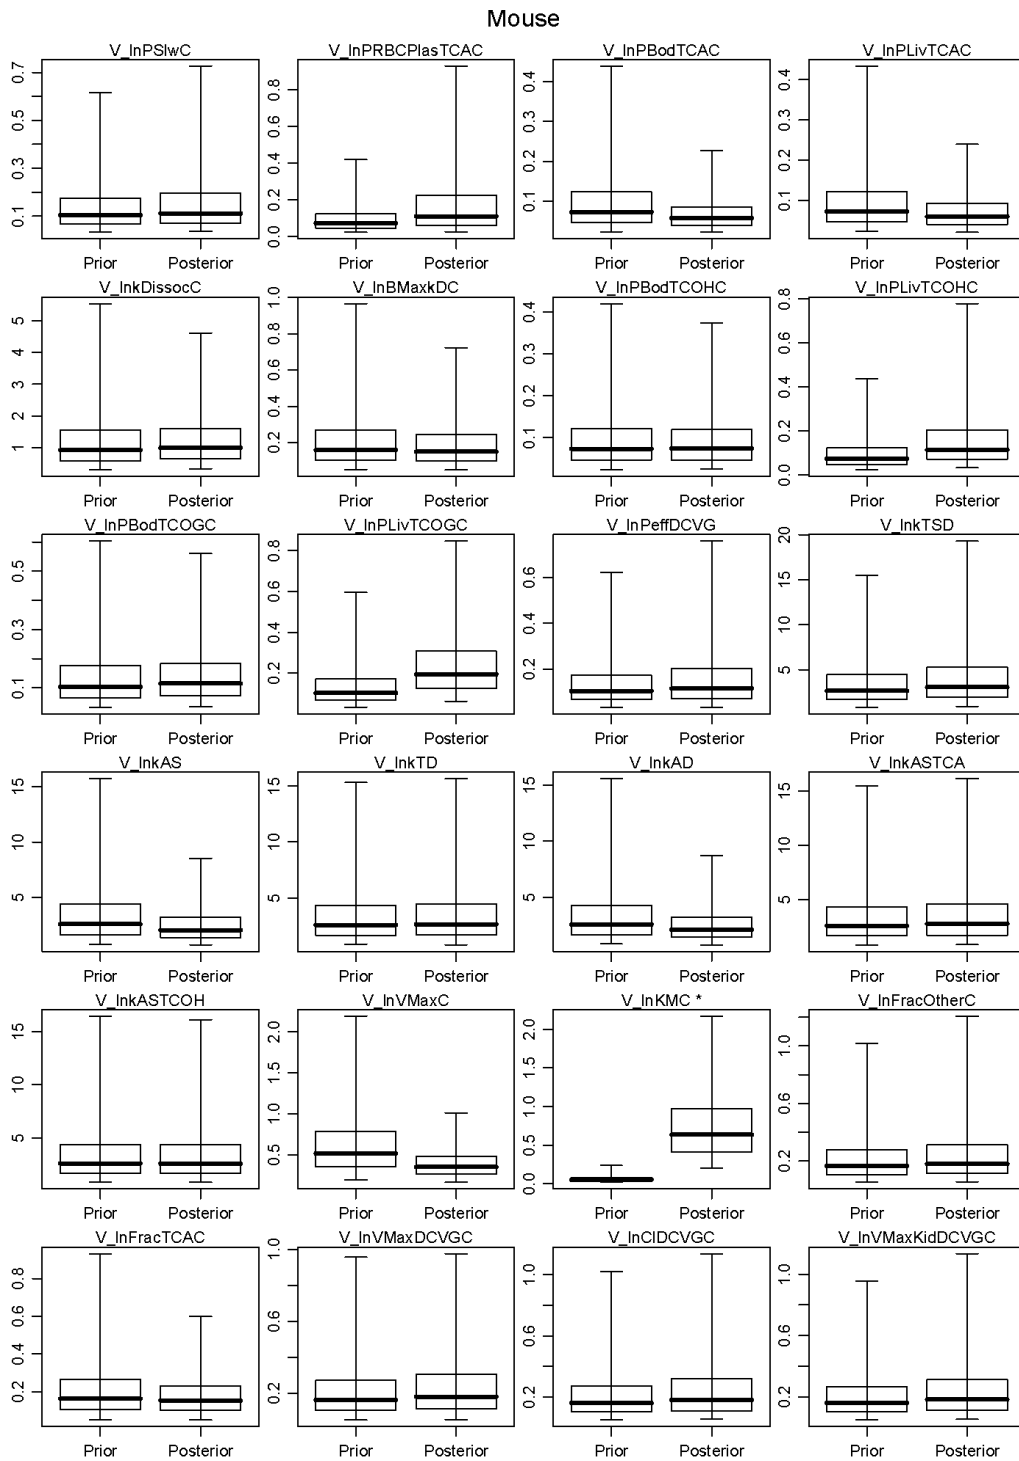 Mouse
V_lnPSlwC
0.7
0.5
0.3
0.1
Prior Posterior
V_lnPRBCPlasTCAC
0.8
0.6
0.4
0.2
0.0
Prior Posterior
V_lnPBodTCAC
0.4
0.3
0.2
0.1
Prior Posterior
V_lnPLivTCAC
0.4
0.3
0.2
0.1
Prior Posterior
V_lnkDissocC
5
4
3
2
1
Prior Posterior
V_lnBMaxkDC
1.0
0.8
0.6
0.4
0.2
Prior Posterior
V_lnPBodTCOHC
0.4
0.3
0.2
0.1
Prior Posterior
V_lnPLivTCOHC
0.8
0.6
0.4
0.2
0.0
Prior Posterior
V_lnPBodTCOGC
0.5
0.3
0.1
Prior Posterior
V_lnPLivTCOGC
0.8
0.6
0.4
0.2
Prior Posterior
V_lnPeffDCVG
0.6
0.4
0.2
Prior Posterior
V_lnkTSD
20
15
10
5
Prior Posterior
V_lnkAS
15
10
5
Prior Posterior
V_lnkTD
15
10
5
Prior Posterior
V_lnkAD
15
10
5
Prior Posterior
V_lnkASTCA
15
10
5
Prior Posterior
V_lnkASTCOH
15
10
5
Prior Posterior
V_lnVMaxC
2.0
1.5
1.0
0.5
Prior Posterior
V_lnKMC *
2.0
1.5
1.0
0.5
0.0
Prior Posterior
V_lnFracOtherC
1.0
0.6
0.2
Prior Posterior
V_lnFracTCAC
0.8
0.6
0.4
0.2
Prior Posterior
V_lnVMaxDCVGC
1.0
0.6
0.2
Prior Posterior
V_lnClDCVGC
1.0
0.6
0.2
Prior Posterior
V_lnVMaxKidDCVGC
1.0
0.6
0.2
Prior Posterior